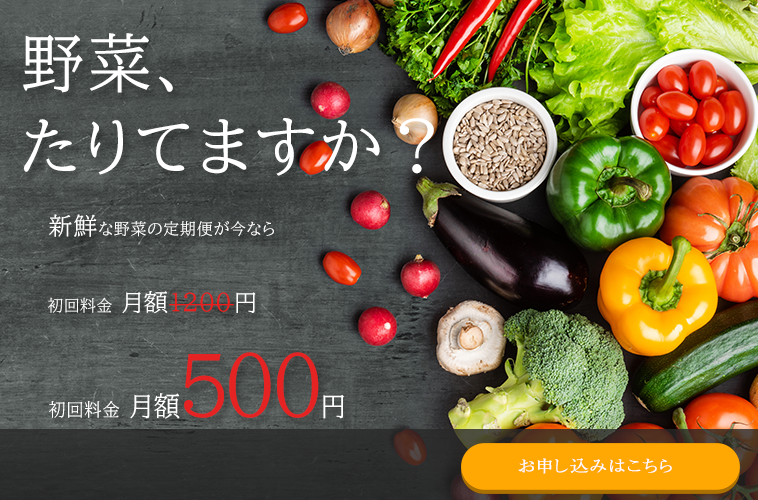 野菜、
たりてますか？
新鮮な野菜の定期便が今なら
初回料金 月額1200円
初回料金 月額500円
お申し込みはこちら